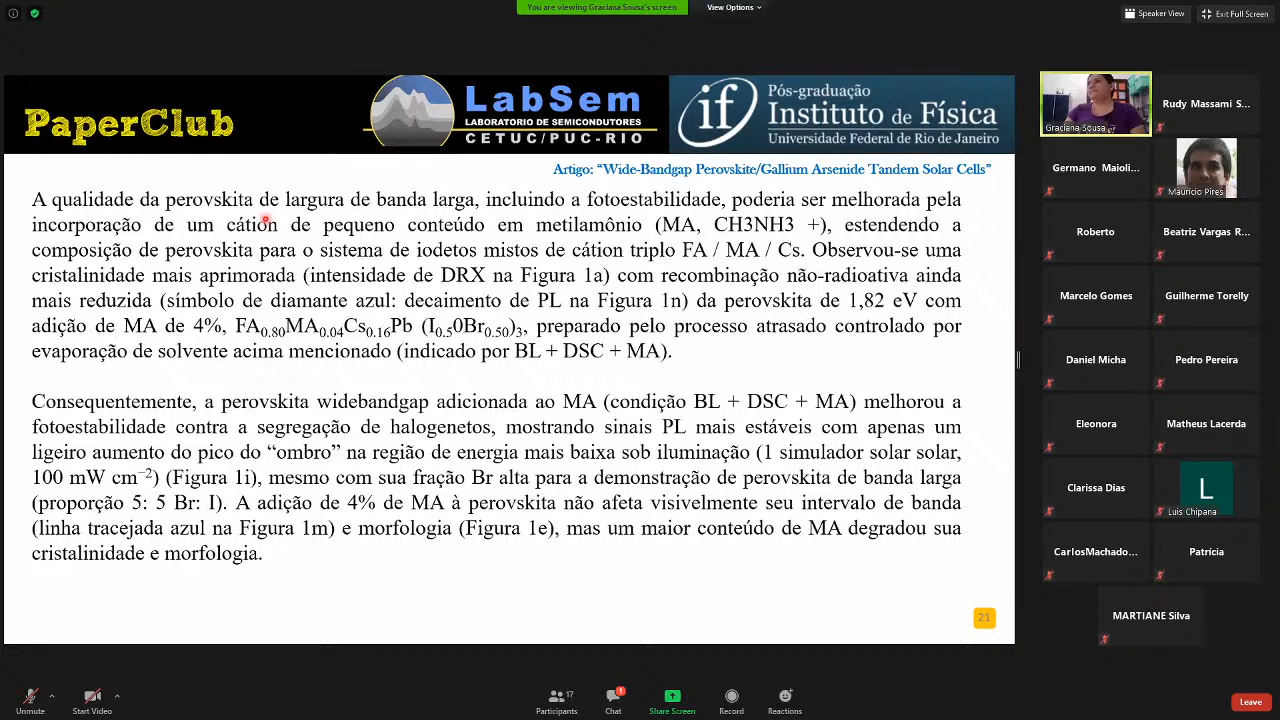 You are viewing Graciana Sousa's screen
View Options
Speaker View
Exit Full Screen
PaperClub
LabSem
LABORATORIO DE SEMICONDUTORES
CETUC/PUC-RIO
if
Pós-graduação
Instituto de Física
Universidade Federal do Rio de Janeiro
Artigo: “Wide-Bandgap Perovskite/Gallium Arsenide Tandem Solar Cells”
A qualidade da perovskita de largura de banda larga, incluindo a fotoestabilidade, poderia ser melhorada pela
incorporação de um cátion de pequeno conteúdo em metilamônio (MA, CH3NH3 +), estendendo a
composição de perovskita para o sistema de iodetos mistos de cátion triplo FA / MA / Cs. Observou-se uma
cristalinidade mais aprimorada (intensidade de DRX na Figura 1a) com recombinação não-radioativa ainda
mais reduzida (símbolo de diamante azul: decaimento de PL na Figura 1n) da perovskita de 1,82 eV com
adição de MA de 4%, FA0.80MA0.04Cs0.16Pb (I0.50Br0.50)3, preparado pelo processo atrasado controlado por
evaporação de solvente acima mencionado (indicado por BL + DSC + MA).
Consequentemente, a perovskita widebandgap adicionada ao MA (condição BL + DSC + MA) melhorou a
fotoestabilidade contra a segregação de halogenetos, mostrando sinais PL mais estáveis com apenas um
ligeiro aumento do pico do “ombro” na região de energia mais baixa sob iluminação (1 simulador solar solar,
100 mW cm−2) (Figura 1i), mesmo com sua fração Br alta para a demonstração de perovskita de banda larga
(proporção 5: 5 Br: I). A adição de 4% de MA à perovskita não afeta visivelmente seu intervalo de banda
(linha tracejada azul na Figura 1m) e morfologia (Figura 1e), mas um maior conteúdo de MA degradou sua
cristalinidade e morfologia.
21
Graciana Sousa
Rudy Massami S...
Germano Maioli...
Mauricio Pires
Roberto
Beatriz Vargas R...
Marcelo Gomes
Guilherme Torelly
Daniel Micha
Pedro Pereira
Eleonora
Matheus Lacerda
Clarissa Dias
L
Luis Chipana
CarlosMachado...
Patrícia
MARTIANE Silva
Unmute
Start Video
17
Participants
1
Chat
Share Screen
Record
Reactions
Leave